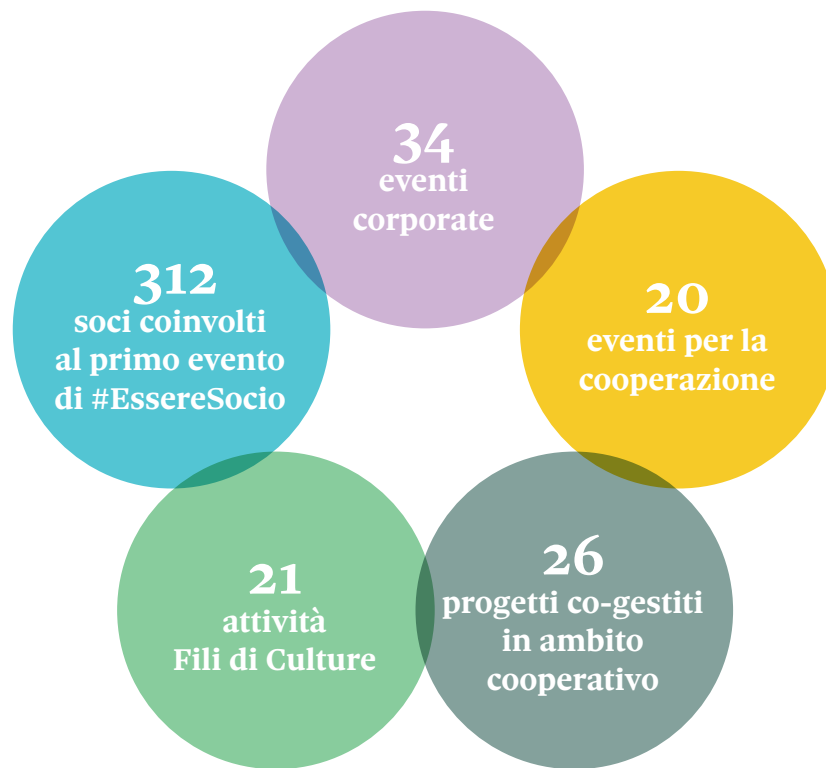 34
eventi
corporate
312
soci coinvolti
al primo evento
di #EssereSocio
20
eventi per la
cooperazione
21
attività
Fili di Culture
26
progetti co-gestiti
in ambito
cooperativo